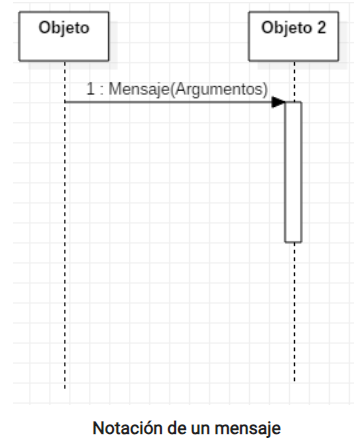 Objeto
Objeto 2
1 : Mensaje(Argumentos)
Notación de un mensaje